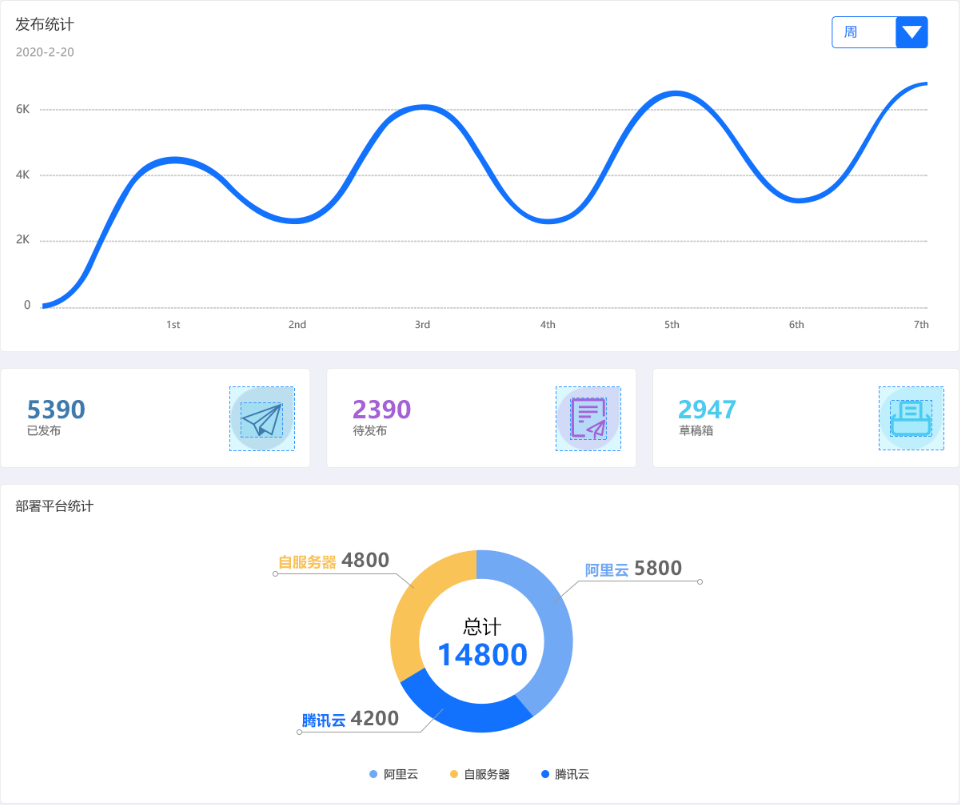 发布统计
周
2020-2-20
6K
4K
2K
0
1st 2nd 3rd 4th 5th 6th 7th
5390
已发布
2390
待发布
2947
草稿箱
部署平台统计
自服务器 4800
阿里云 5800
总计
14800
腾讯云 4200
阿里云 自服务器 腾讯云